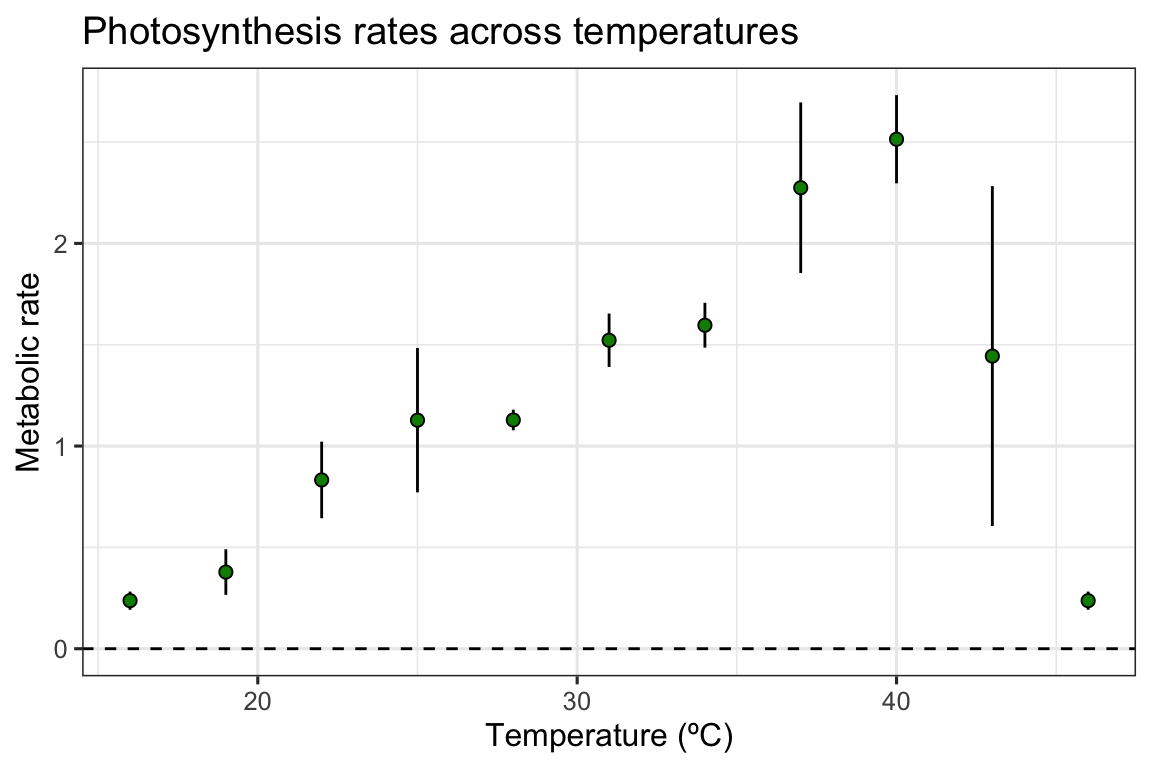 Photosynthesis rates across temperatures
2
1
0
Metabolic rate
20 30 40
Temperature (ºC)